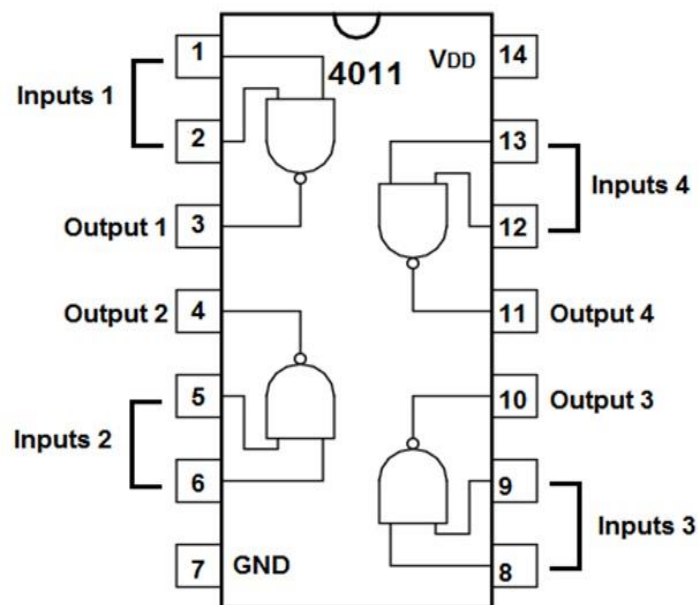 1
14
VDD
4011
Inputs 1
2
13
Inputs 4
12
Output 1
3
Output 2
4
11
Output 4
5
10
Output 3
Inputs 2
6
9
Inputs 3
7
GND
8